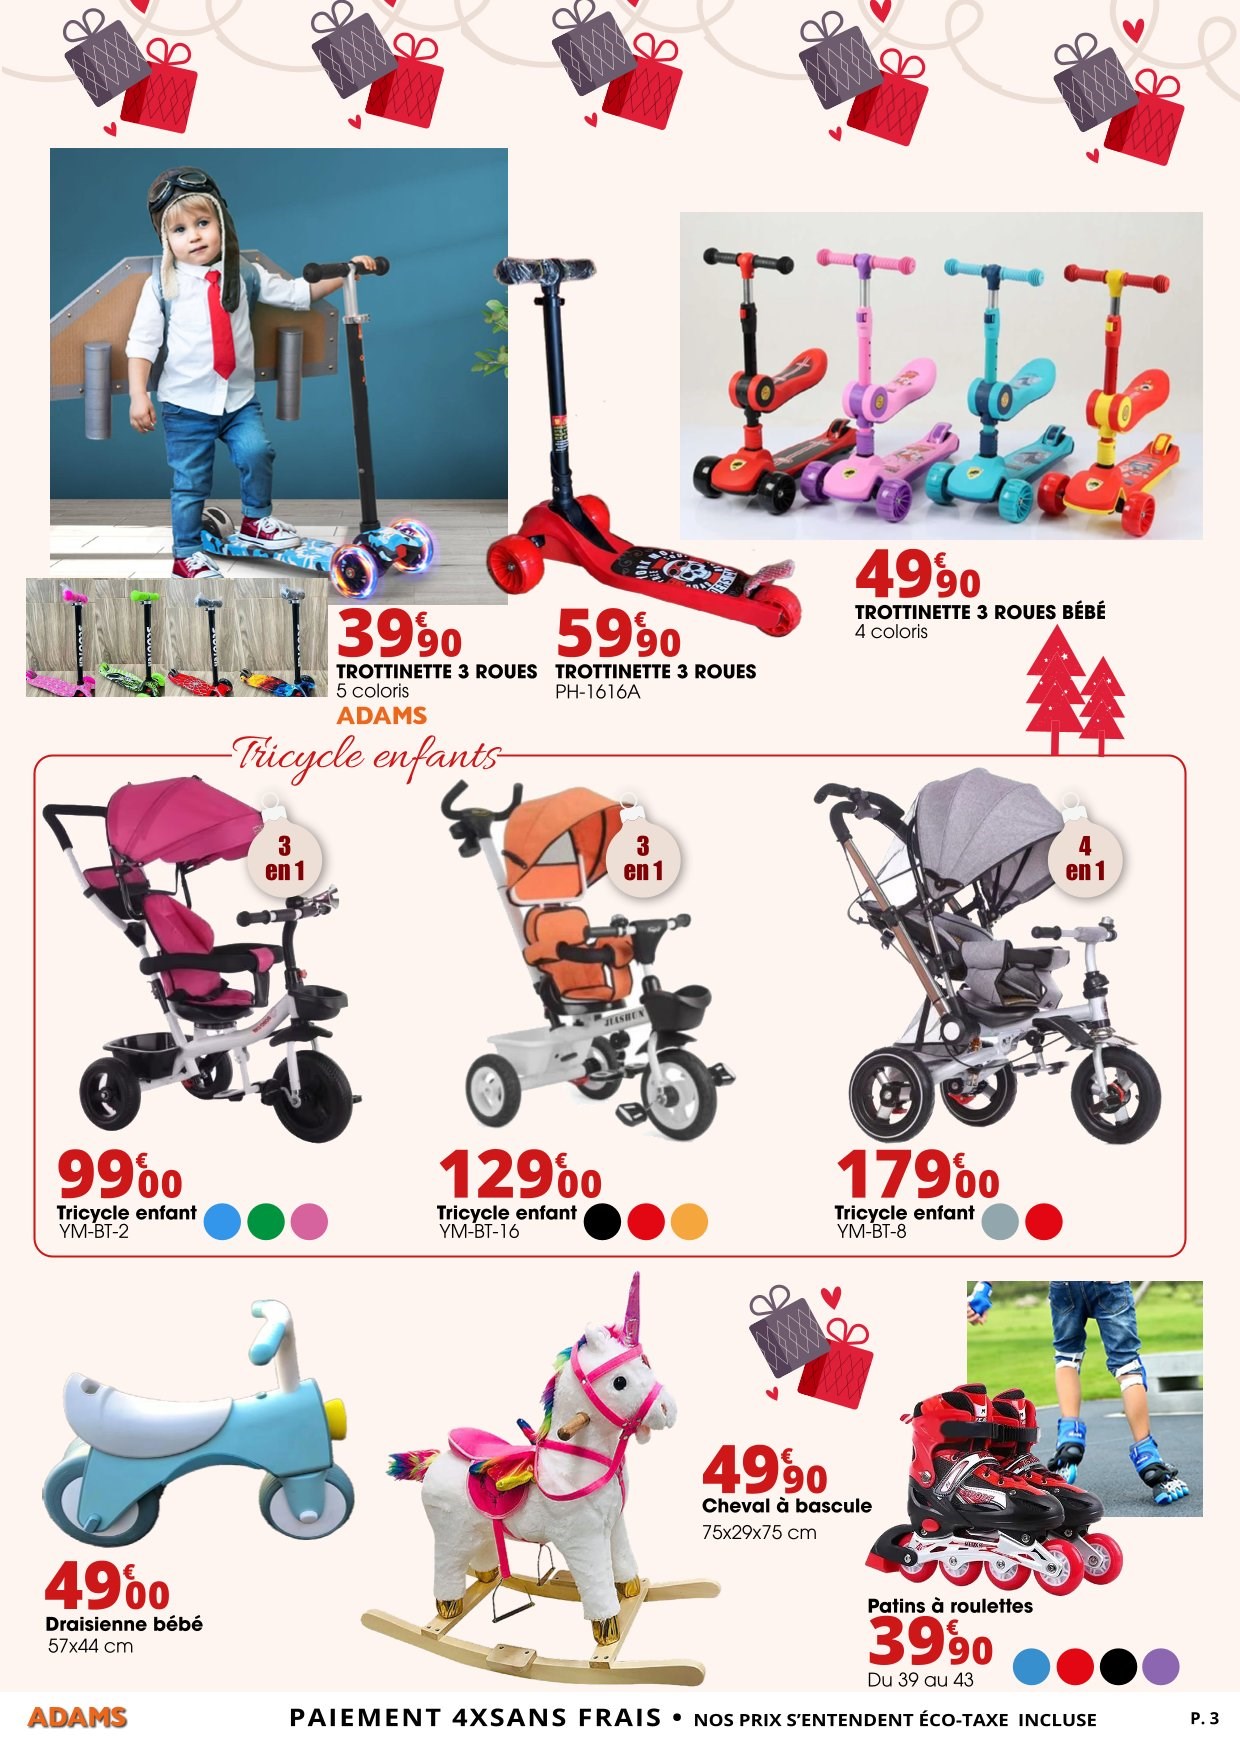 39€90
TROTTINETTE 3 ROUES
5 coloris
ADAMS
59€90
TROTTINETTE 3 ROUES
PH-1616A
49€90
TROTTINETTE 3 ROUES BÉBÉ
4 coloris
Tricycle enfants
3
en 1
3
en 1
4
en 1
JIASHUN
99€00
Tricycle enfant
YM-BT-2
129€00
Tricycle enfant
YM-BT-16
179€00
Tricycle enfant
YM-BT-8
49€00
Draisienne bébé
57x44 cm
49€90
Cheval à bascule
75x29x75 cm
Patins à roulettes
39€90
Du 39 au 43
ADAMS
PAIEMENT 4XSANS FRAIS • NOS PRIX S'ENTENDENT ÉCO-TAXE INCLUSE
P. 3